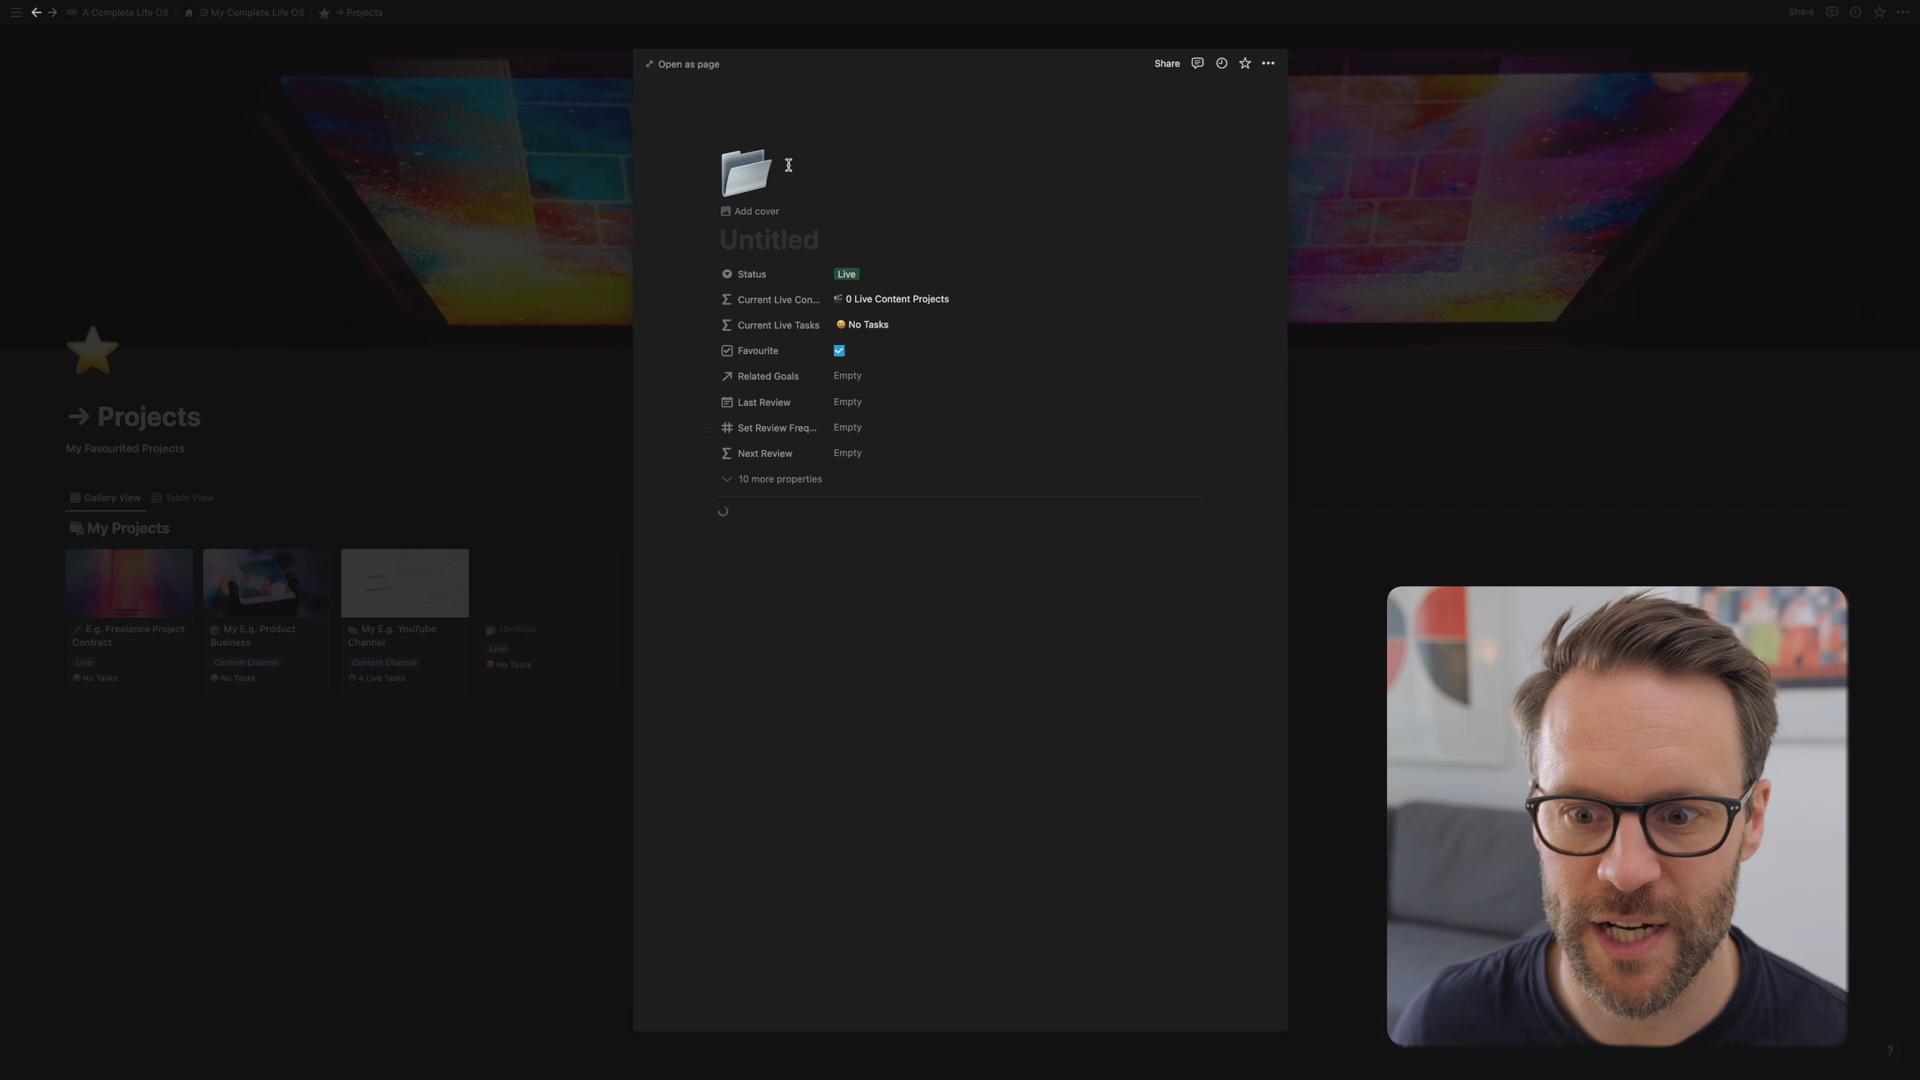 A Complete Life OS / My Complete Life OS / → Projects
Share
Open as page
Share
Add cover
Untitled
Status Live
Current Live Con... 0 Live Content Projects
Current Live Tasks No Tasks
Favourite
Related Goals Empty
Last Review Empty
Set Review Freq... Empty
Next Review Empty
10 more properties
→ Projects
My Favourited Projects
Gallery View Table View
My Projects
E.g. Freelance Project
Contract
Live
No Tasks
My E.g. Product
Business
Content Channel
No Tasks
My E.g. YouTube
Channel
Content Channel
4 Live Tasks
Untitled
Live
No Tasks
?